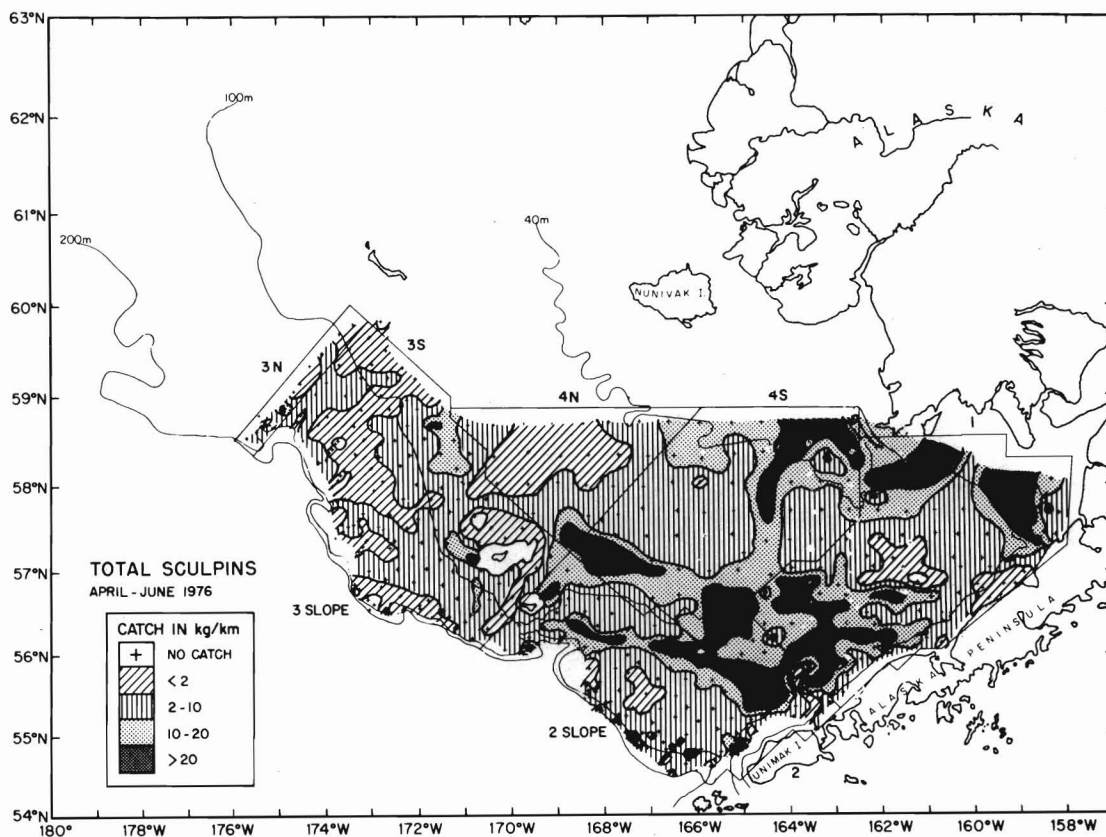 63°N
62°N
61°N
60°N
59°N
58°N
57°N
56°N
55°N
54°N
100m
200m
40m
ALASKA
NUNIVAK I.
3N
3S
4N
4S
1
TOTAL SCULPINS
APRIL - JUNE 1976
CATCH IN kg/km
+ NO CATCH
< 2
2 - 10
10 - 20
> 20
3 SLOPE
2 SLOPE
ALASKA PENINSULA
UNIMAK I.
2
180° 178°W 176°W 174°W 172°W 170°W 168°W 166°W 164°W 162°W 160°W 158°W